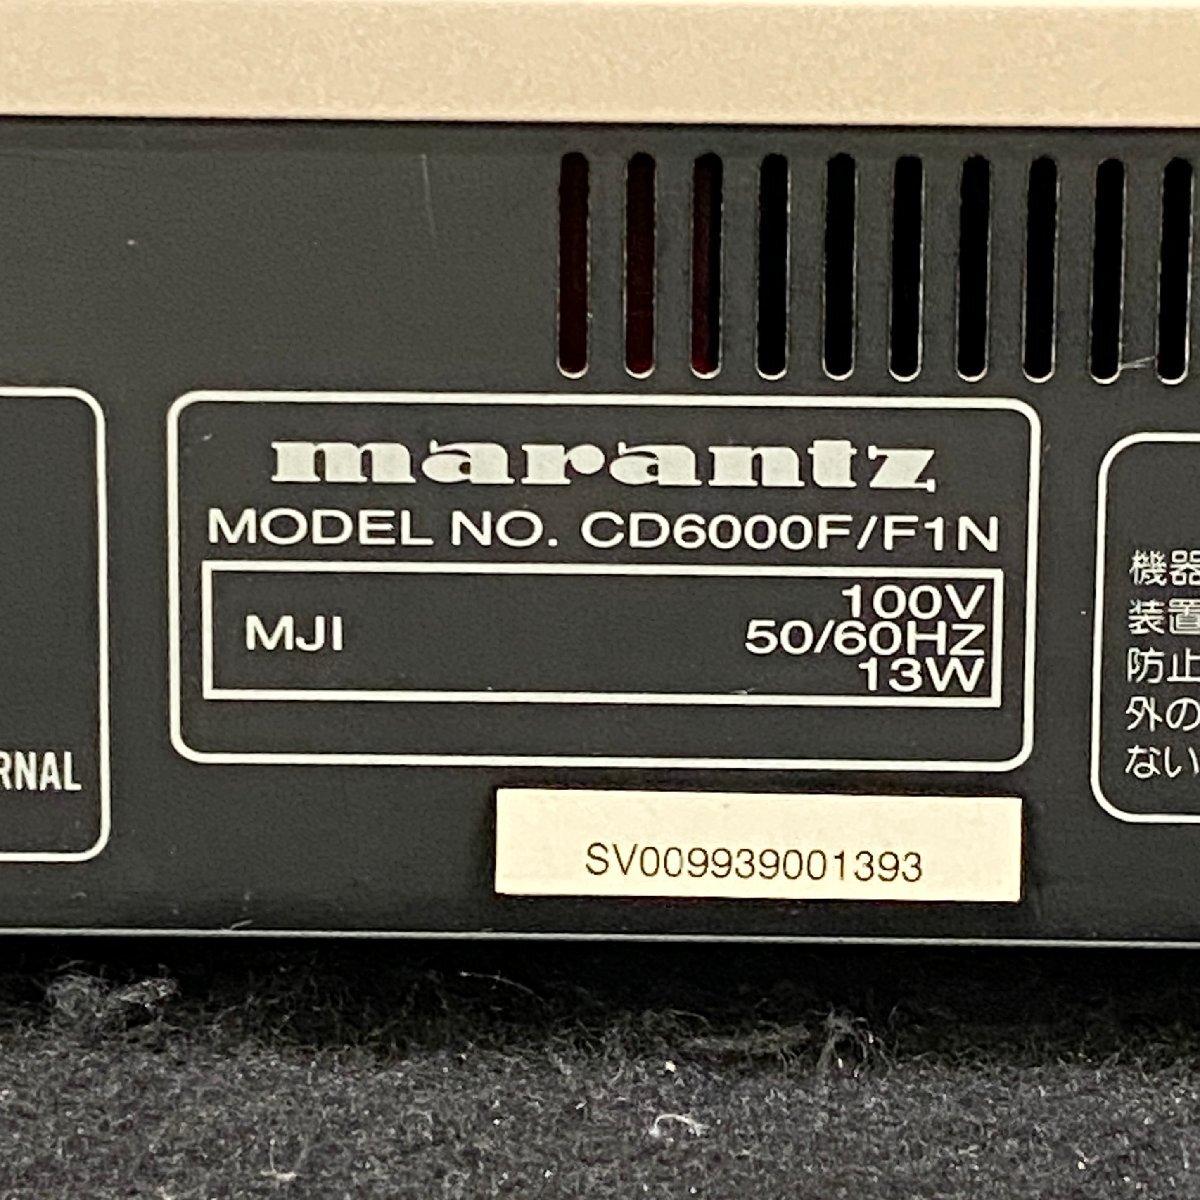 marantz
MODEL NO. CD6000F/F1N
MJI
100V
50/60HZ
13W
SV009939001393
RNAL
機器
装置
防止
外の
ない